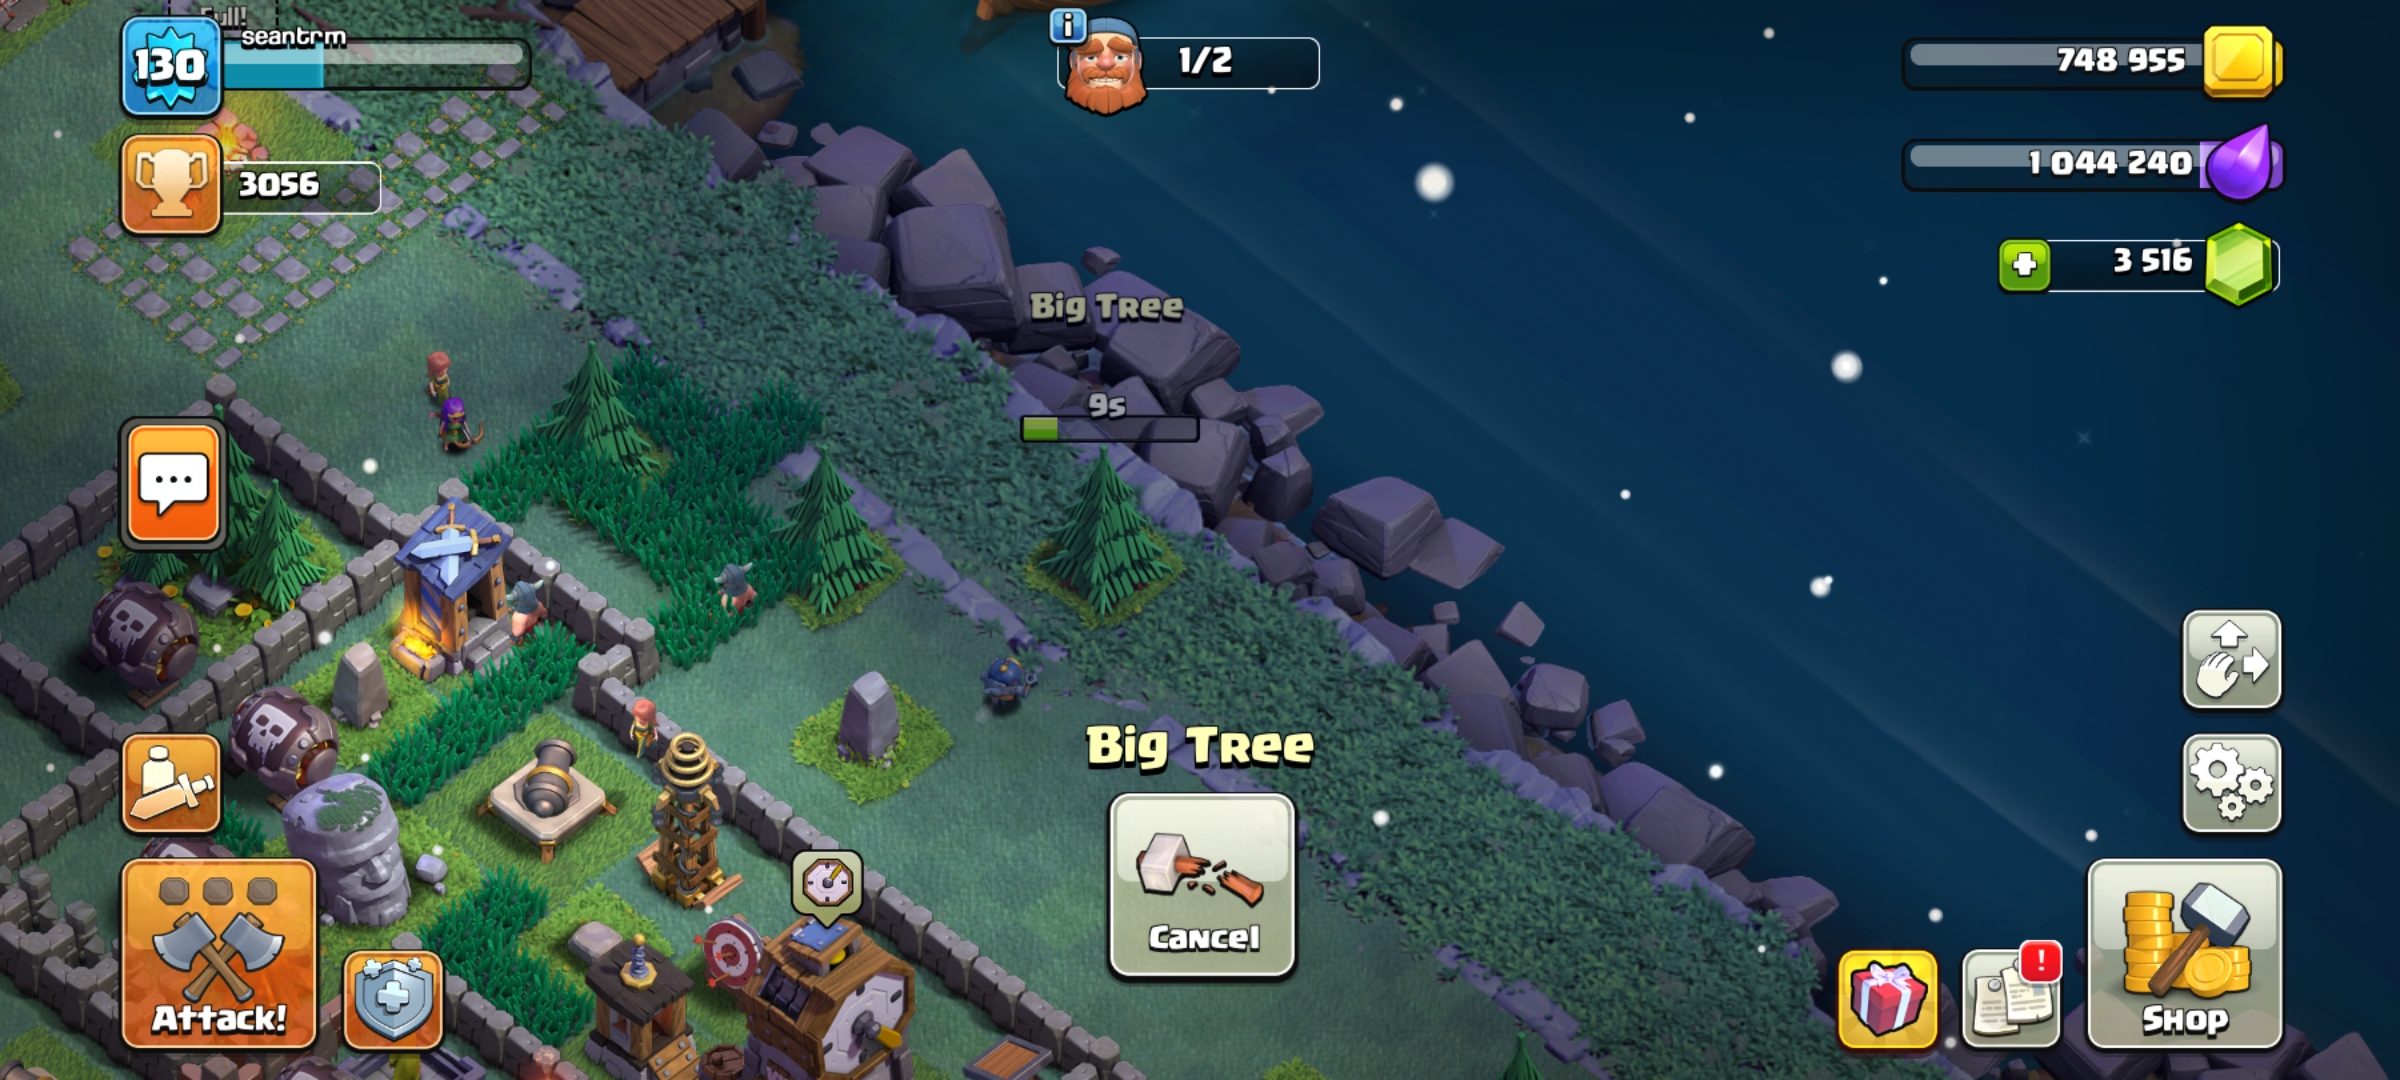 Full!
seantrm
130
1/2
748 955
3056
1 044 240
3 516
Big Tree
9s
Big Tree
Cancel
Attack!
!
Shop